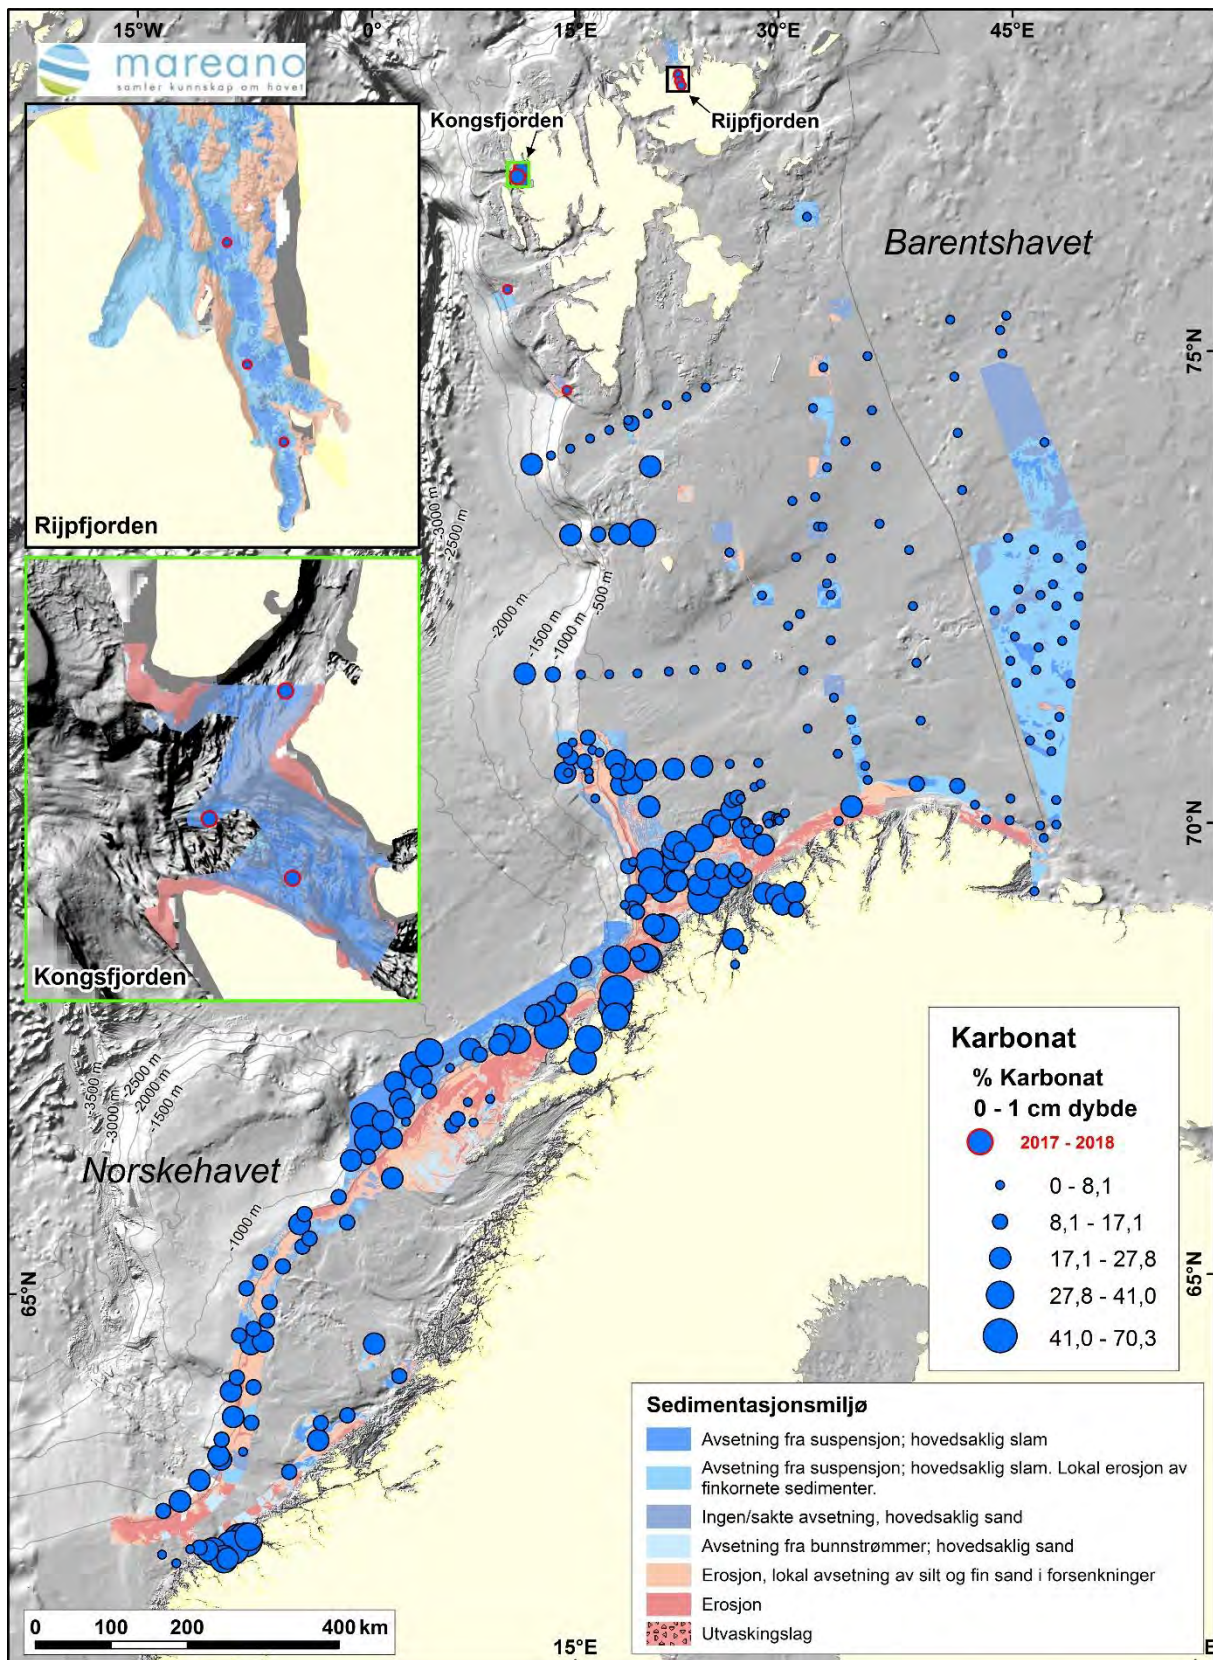 15°W
0°
15°E
30°E
45°E
mareano
samler kunnskap om havet
Kongsfjorden
Rijpfjorden
Barentshavet
75°N
Rijpfjorden
-3000 m
-2500 m
-2000 m
-1500 m
-1000 m
-500 m
70°N
Kongsfjorden
-3500 m
-3000 m
-2500 m
-2000 m
-1500 m
Norskehavet
-1000 m
65°N
65°N
Karbonat
% Karbonat
0 - 1 cm dybde
2017 - 2018
0 - 8,1
8,1 - 17,1
17,1 - 27,8
27,8 - 41,0
41,0 - 70,3
Sedimentasjonsmiljø
Avsetning fra suspensjon; hovedsaklig slam
Avsetning fra suspensjon; hovedsaklig slam. Lokal erosjon av
finkornete sedimenter.
Ingen/sakte avsetning, hovedsaklig sand
Avsetning fra bunnstrømmer; hovedsaklig sand
Erosjon, lokal avsetning av silt og fin sand i forsenkninger
Erosjon
Utvaskingslag
0 100 200 400 km
15°E